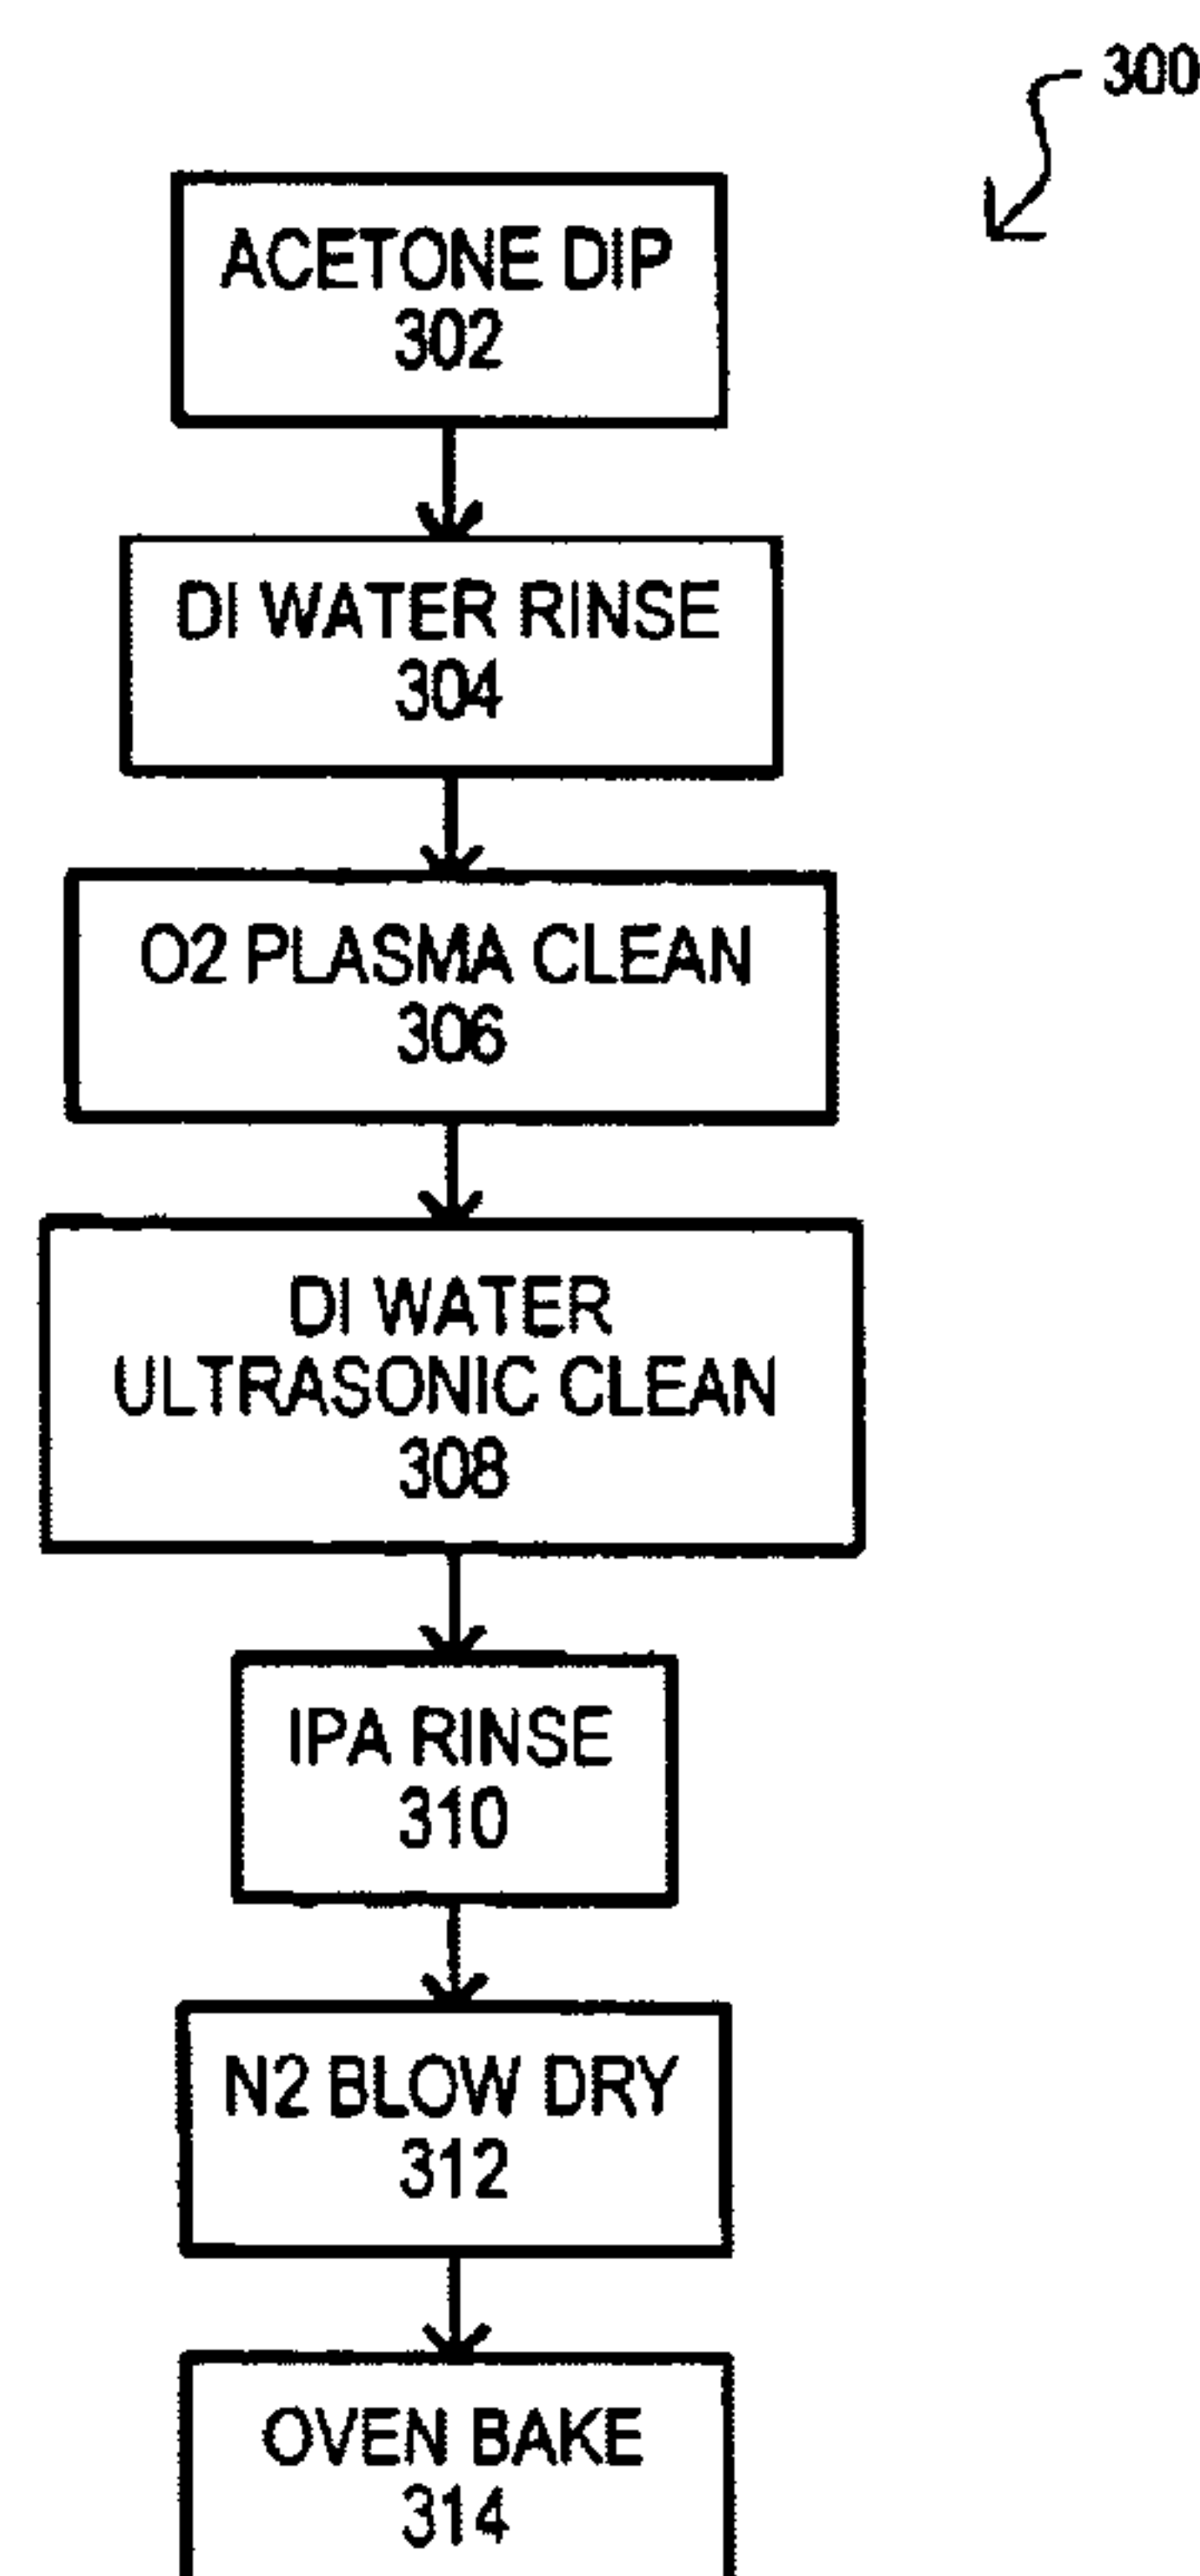 300
ACETONE DIP
302
DI WATER RINSE
304
O2 PLASMA CLEAN
306
DI WATER
ULTRASONIC CLEAN
308
IPA RINSE
310
N2 BLOW DRY
312
OVEN BAKE
314